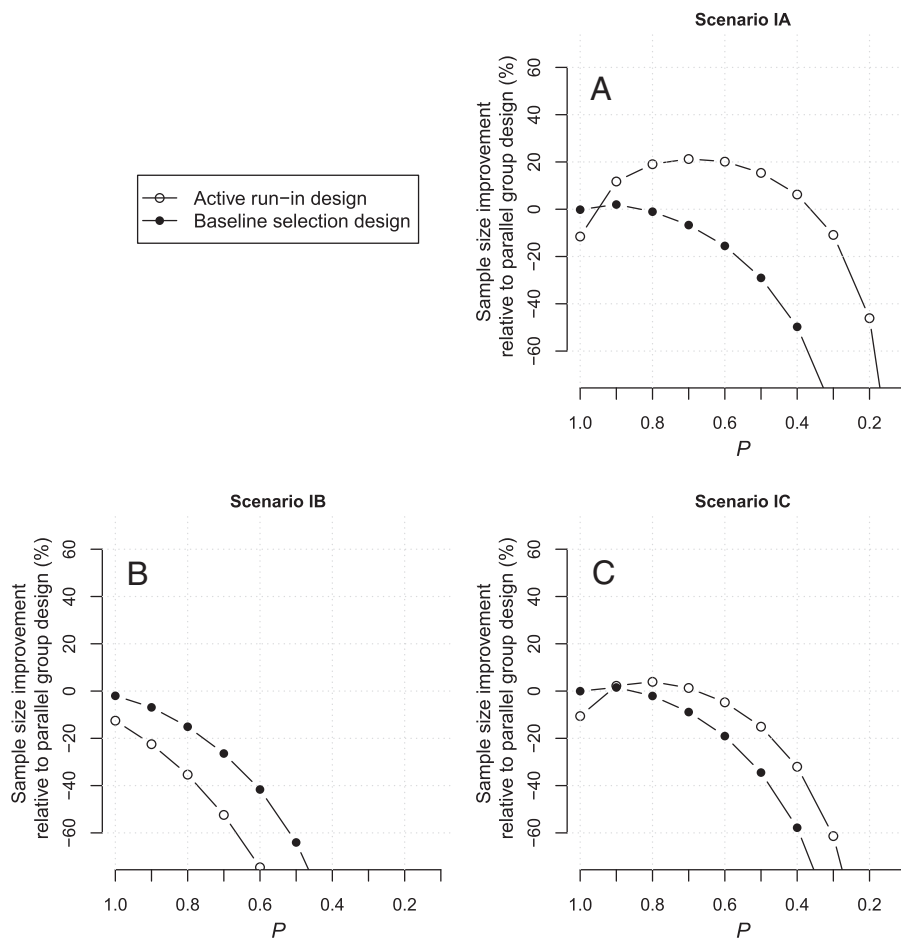 Scenario IA
A
Sample size improvement
relative to parallel group design (%)
60
40
20
0
−20
−40
−60
1.0 0.8 0.6 0.4 0.2
P
Active run−in design
Baseline selection design
Scenario IB
B
Sample size improvement
relative to parallel group design (%)
60
40
20
0
−20
−40
−60
1.0 0.8 0.6 0.4 0.2
P
Scenario IC
C
Sample size improvement
relative to parallel group design (%)
60
40
20
0
−20
−40
−60
1.0 0.8 0.6 0.4 0.2
P